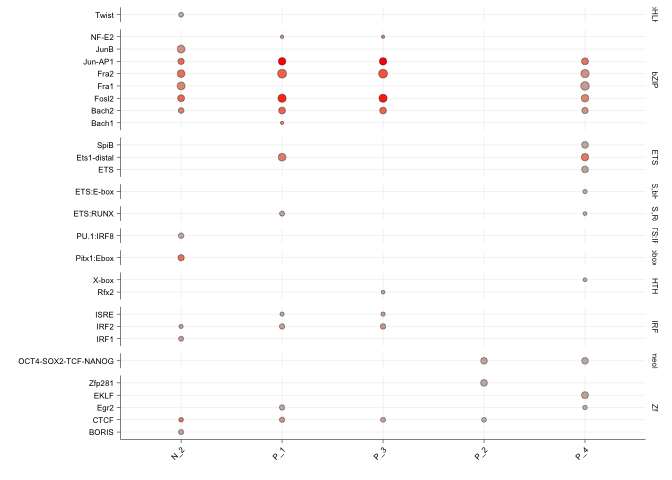 Twist
NF-E2
JunB
Jun-AP1
Fra2
Fra1
Fosl2
Bach2
Bach1
bZIP
SpiB
Ets1-distal
ETS
ETS
ETS:E-box
ETS:RUNX
PU.1:IRF8
Pitx1:Ebox
X-box
Rfx2
HTH
ISRE
IRF2
IRF1
IRF
OCT4-SOX2-TCF-NANOG
Zfp281
EKLF
Egr2
CTCF
BORIS
Zf
N_2
P_1
P_3
P_2
P_4